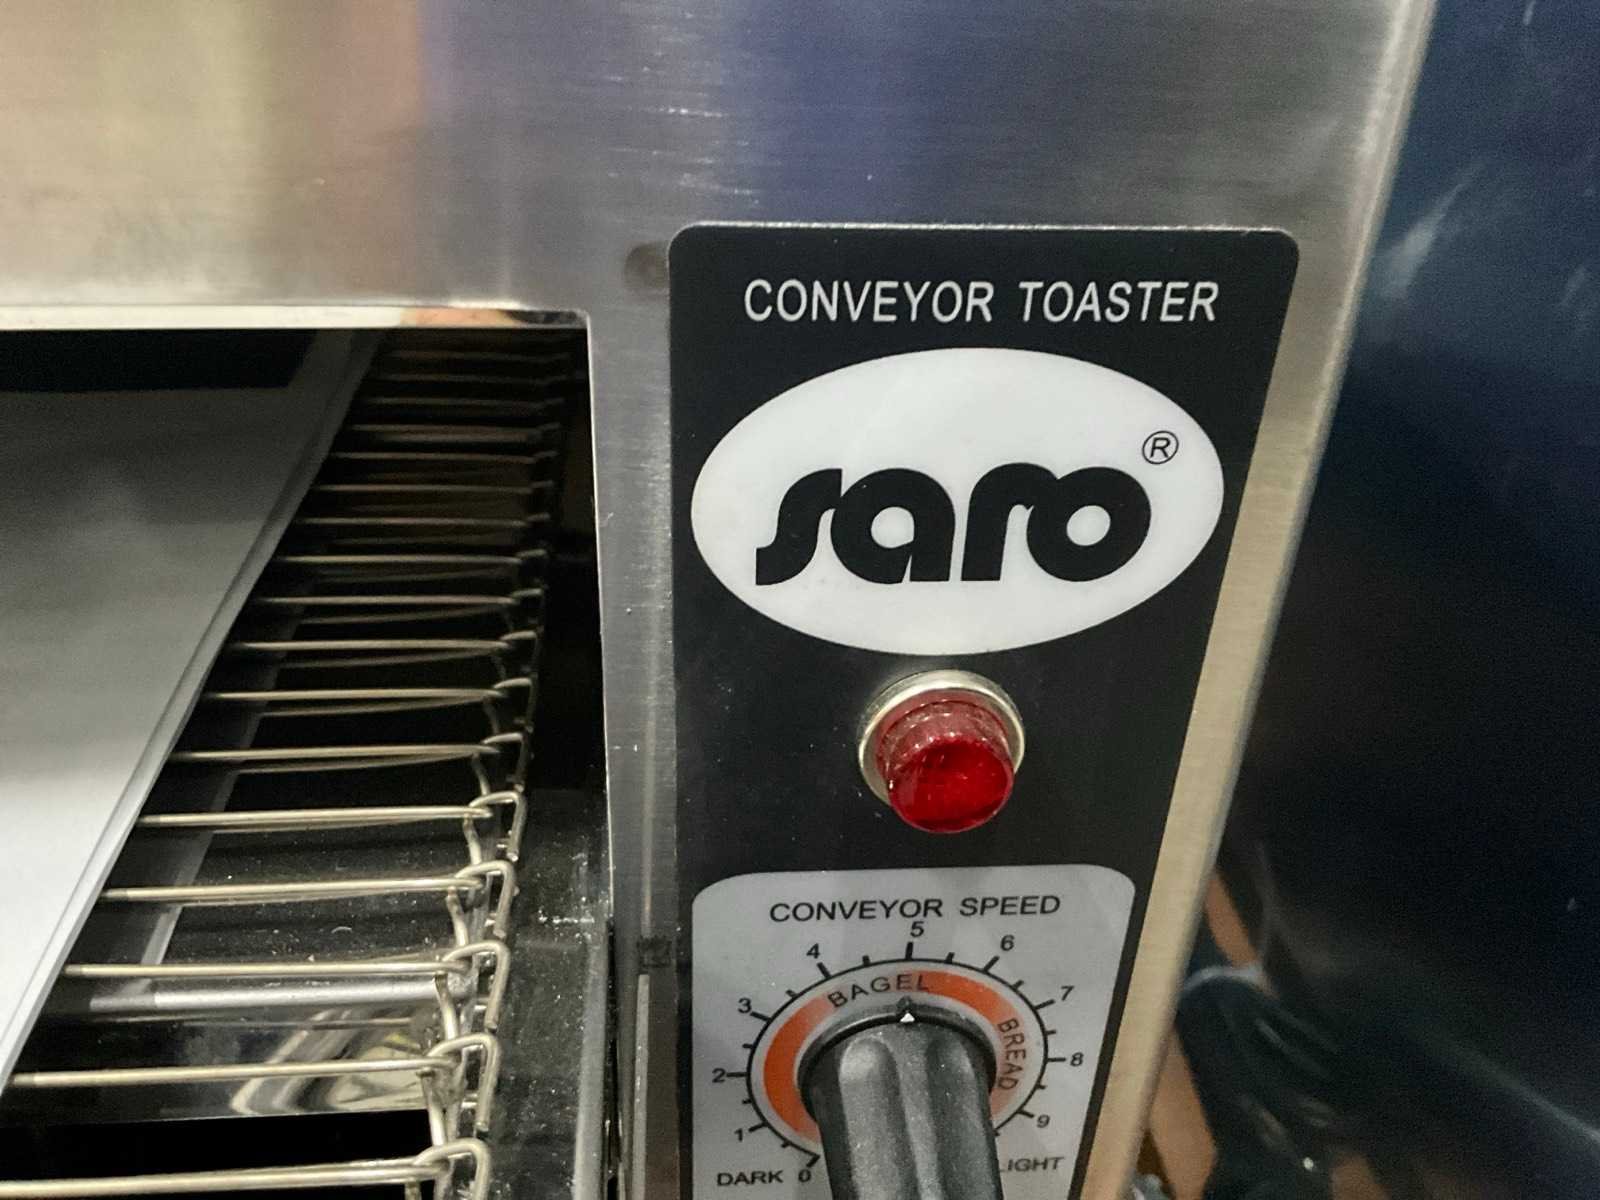 CONVEYOR TOASTER
saro®
CONVEYOR SPEED
0 1 2 3 4 5 6 7 8 9
BAGEL
BREAD
DARK
LIGHT